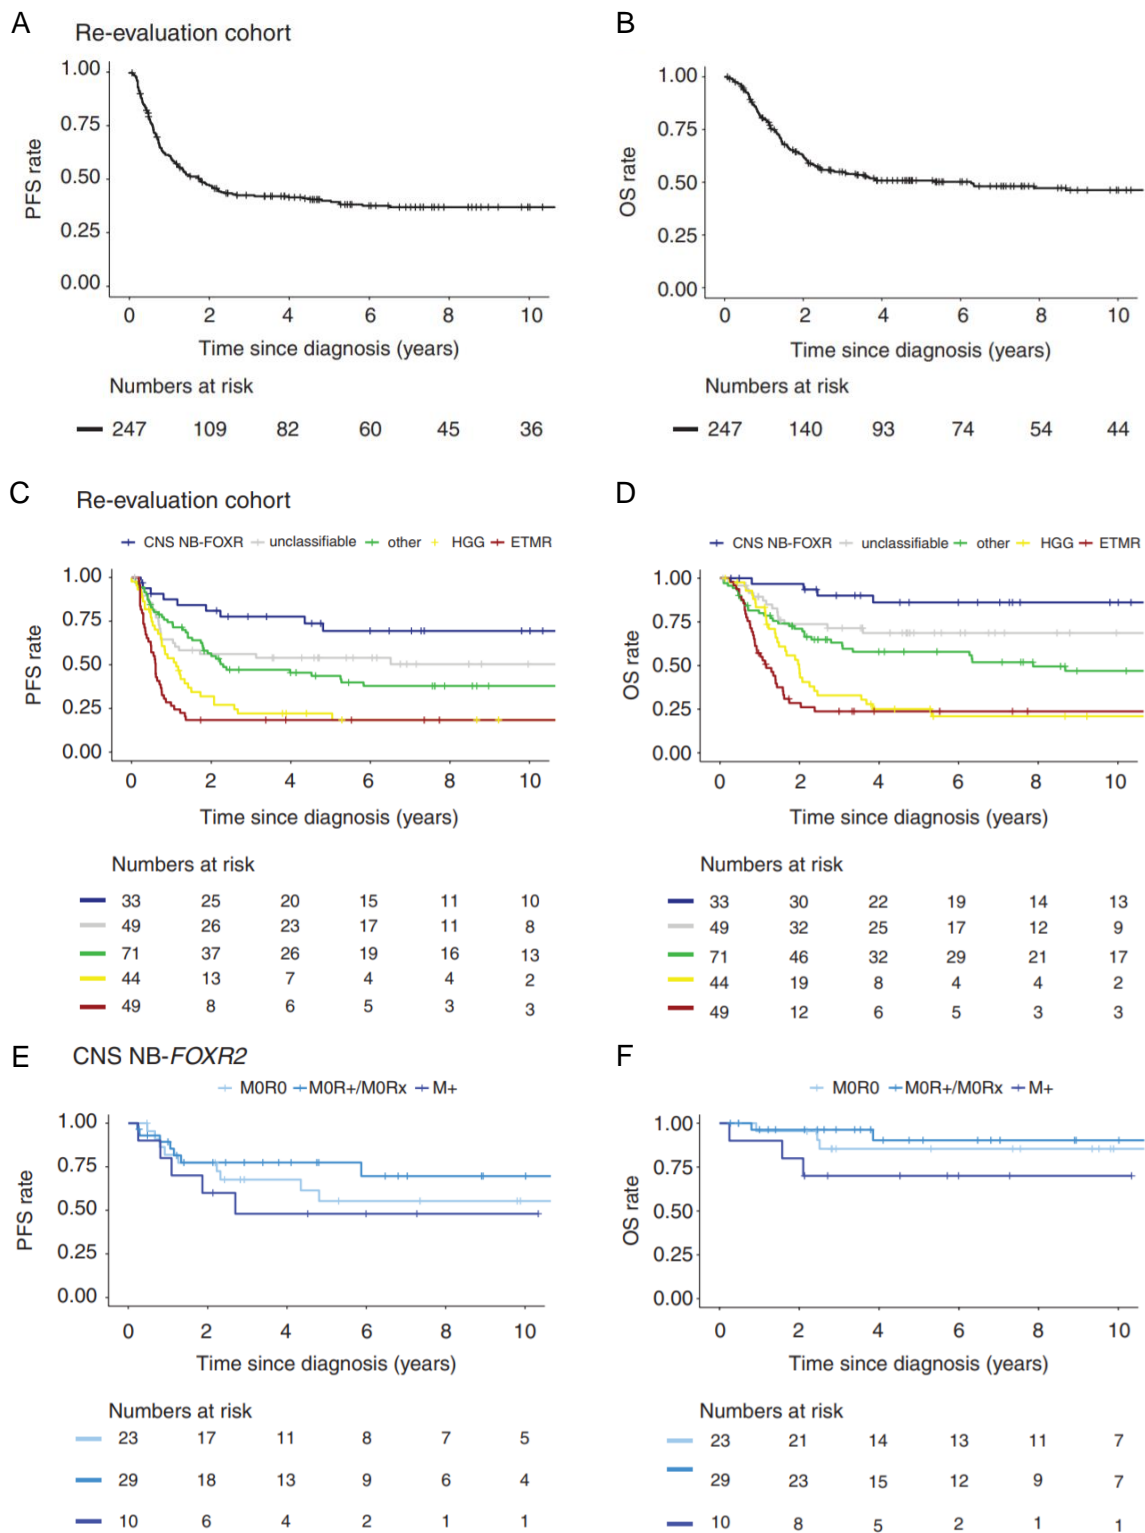 A
Re-evaluation cohort
1.00
0.75
0.50
0.25
0.00
PFS rate
0 2 4 6 8 10
Time since diagnosis (years)
Numbers at risk
247 109 82 60 45 36
B
1.00
0.75
0.50
0.25
0.00
OS rate
0 2 4 6 8 10
Time since diagnosis (years)
Numbers at risk
247 140 93 74 54 44
C
Re-evaluation cohort
CNS NB-FOXR unclassifiable other HGG ETMR
1.00
0.75
0.50
0.25
0.00
PFS rate
0 2 4 6 8 10
Time since diagnosis (years)
Numbers at risk
33 25 20 15 11 10
49 26 23 17 11 8
71 37 26 19 16 13
44 13 7 4 4 2
49 8 6 5 3 3
D
CNS NB-FOXR unclassifiable other HGG ETMR
1.00
0.75
0.50
0.25
0.00
OS rate
0 2 4 6 8 10
Time since diagnosis (years)
Numbers at risk
33 30 22 19 14 13
49 32 25 17 12 9
71 46 32 29 21 17
44 19 8 4 4 2
49 12 6 5 3 3
E
CNS NB-FOXR2
M0R0 M0R+/M0Rx M+
1.00
0.75
0.50
0.25
0.00
PFS rate
0 2 4 6 8 10
Time since diagnosis (years)
Numbers at risk
23 17 11 8 7 5
29 18 13 9 6 4
10 6 4 2 1 1
F
M0R0 M0R+/M0Rx M+
1.00
0.75
0.50
0.25
0.00
OS rate
0 2 4 6 8 10
Time since diagnosis (years)
Numbers at risk
23 21 14 13 11 7
29 23 15 12 9 7
10 8 5 2 1 1